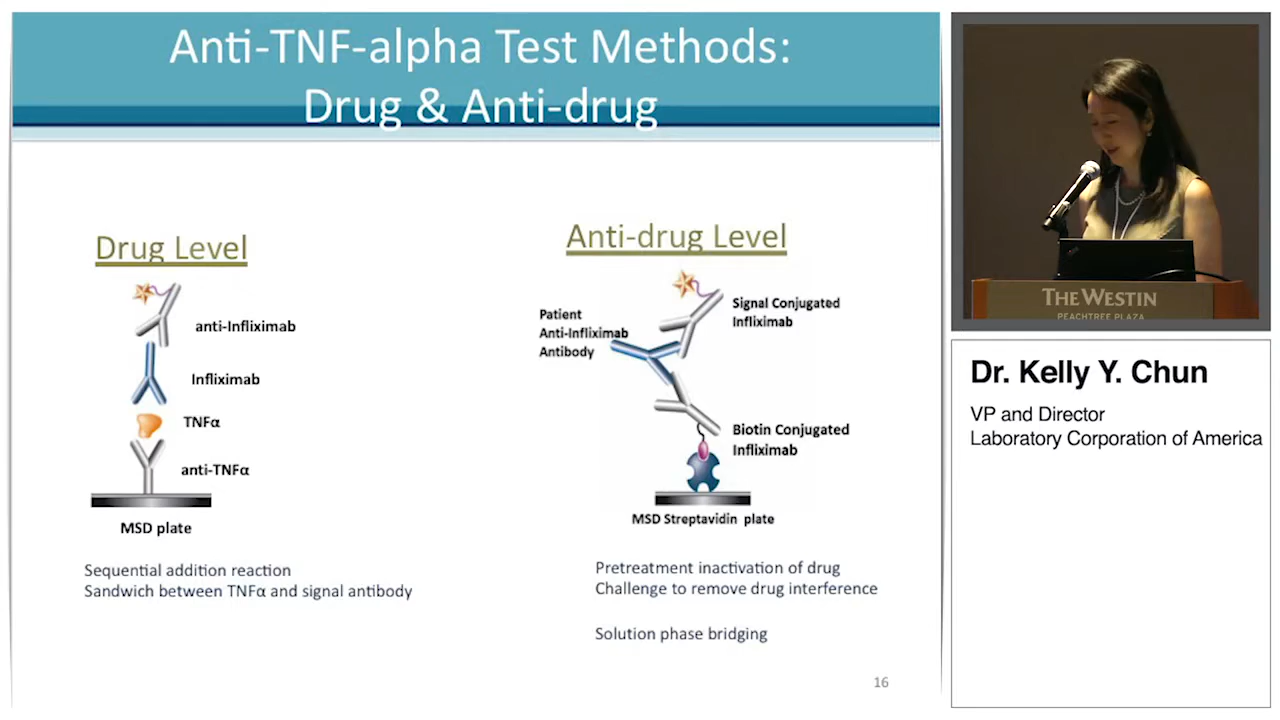 Anti-TNF-alpha Test Methods:
Drug & Anti-drug
Drug Level
anti-Infliximab
Infliximab
TNFα
anti-TNFα
MSD plate
Sequential addition reaction
Sandwich between TNFα and signal antibody
Anti-drug Level
Signal Conjugated
Infliximab
Patient
Anti-Infliximab
Antibody
Biotin Conjugated
Infliximab
MSD Streptavidin plate
Pretreatment inactivation of drug
Challenge to remove drug interference
Solution phase bridging
16
THE WESTIN
PEACHTREE PLAZA
Dr. Kelly Y. Chun
VP and Director
Laboratory Corporation of America